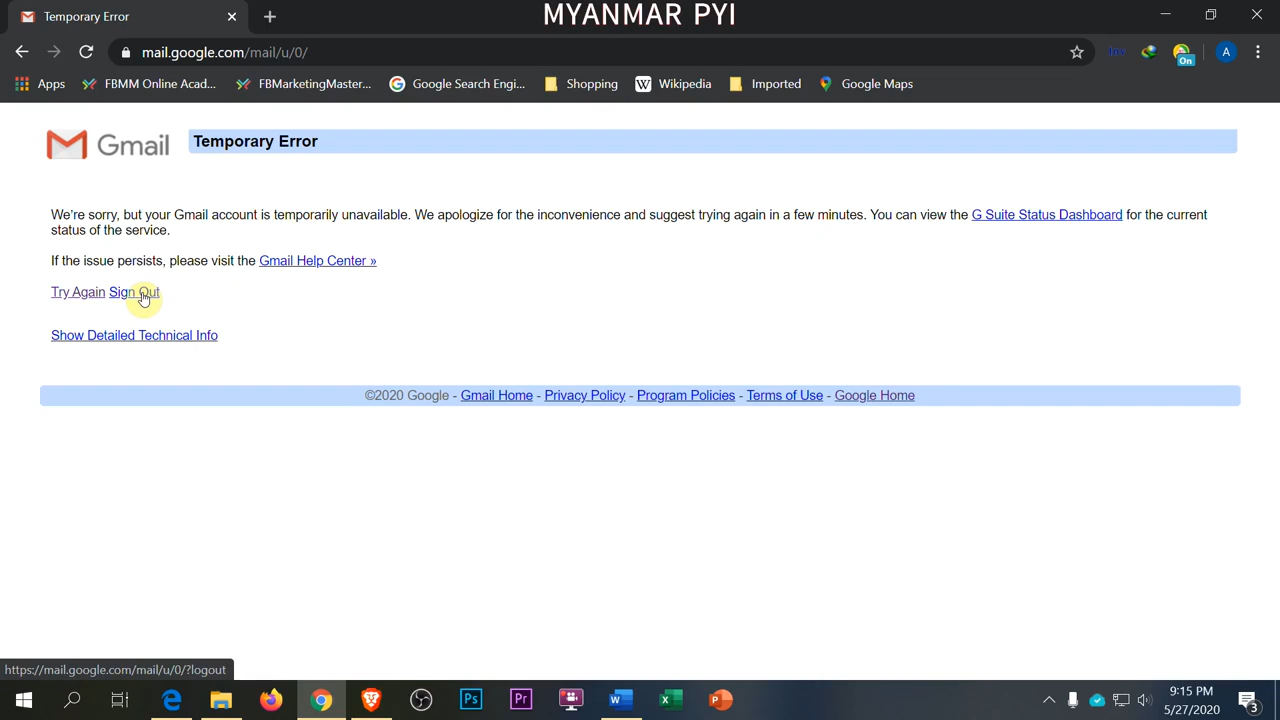 MYANMAR PYI
Temporary Error
mail.google.com/mail/u/0/
On
A
Apps
FBMM Online Acad...
FBMarketingMaster...
Google Search Engi...
Shopping
Wikipedia
Imported
Google Maps
Gmail
Temporary Error
We're sorry, but your Gmail account is temporarily unavailable. We apologize for the inconvenience and suggest trying again in a few minutes. You can view the G Suite Status Dashboard for the current
status of the service.
If the issue persists, please visit the Gmail Help Center »
Try Again Sign Out
Show Detailed Technical Info
©2020 Google - Gmail Home - Privacy Policy - Program Policies - Terms of Use - Google Home
https://mail.google.com/mail/u/0/?logout
Ps
Pr
9:15 PM
5/27/2020
3